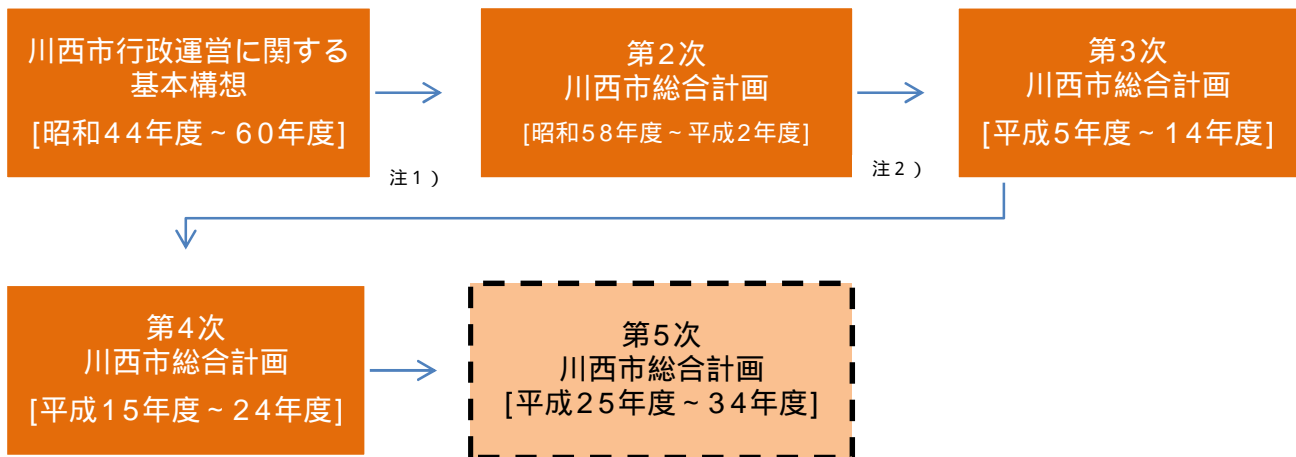 川西市行政運営に関する
基本構想
[昭和44年度~60年度]
注1)
第2次
川西市総合計画
[昭和58年度~平成2年度]
注2)
第3次
川西市総合計画
[平成5年度~14年度]
第4次
川西市総合計画
[平成15年度~24年度]
第5次
川西市総合計画
[平成25年度~34年度]